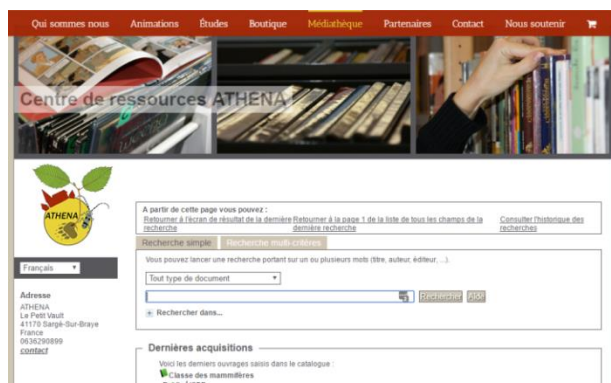 Qui sommes nous Animations Études Boutique Médiathèque Partenaires Contact Nous soutenir
Centre de ressources ATHENA
ATHENA
A partir de cette page vous pouvez :
Retourner à l'écran de résultat de la dernière recherche
Retourner à la page 1 de la liste de tous les champs de la dernière recherche
Consulter l'historique des recherches
Recherche simple Recherche multi-critères
Vous pouvez lancer une recherche portant sur un ou plusieurs mots (titre, auteur, éditeur, ...).
Tout type de document
Rechercher Aide
Rechercher dans...
Français
Adresse
ATHENA
Le Petit Vault
41170 Sargé-Sur-Braye
France
0636290899
contact
Dernières acquisitions
Voici les derniers ouvrages saisis dans le catalogue :
Classe des mammifères